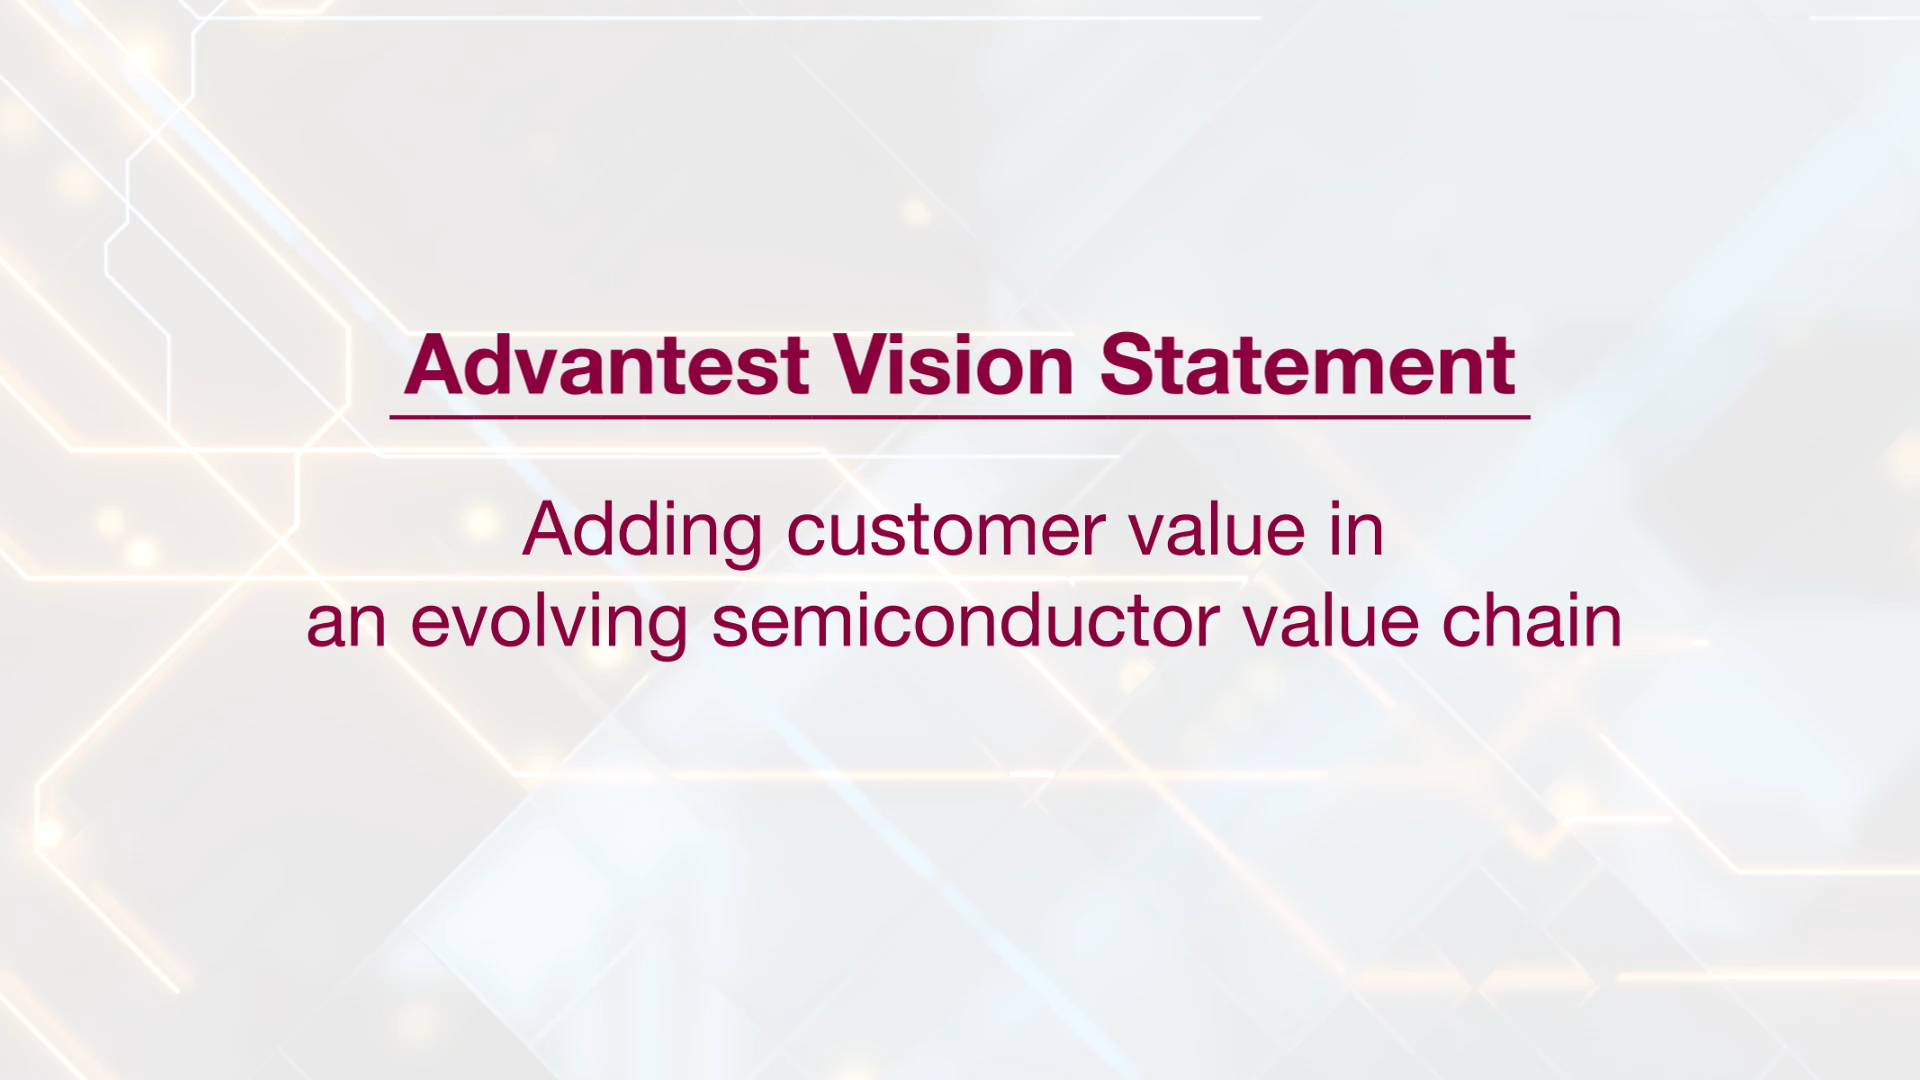 Advantest Vision Statement
Adding customer value in
an evolving semiconductor value chain